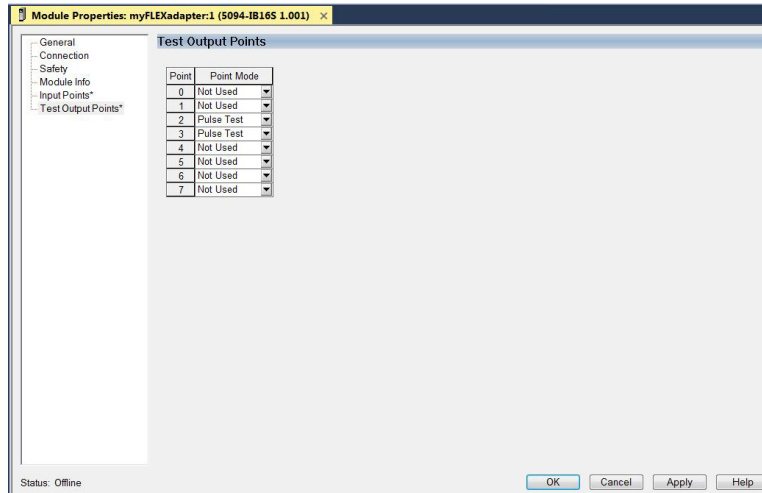 Module Properties: myFLEXadapter:1 (5094-IB16S 1.001) ×
General
Connection
Safety
Module Info
Input Points*
Test Output Points*
Test Output Points
Point Point Mode
0 Not Used
1 Not Used
2 Pulse Test
3 Pulse Test
4 Not Used
5 Not Used
6 Not Used
7 Not Used
Status: Offline
OK Cancel Apply Help